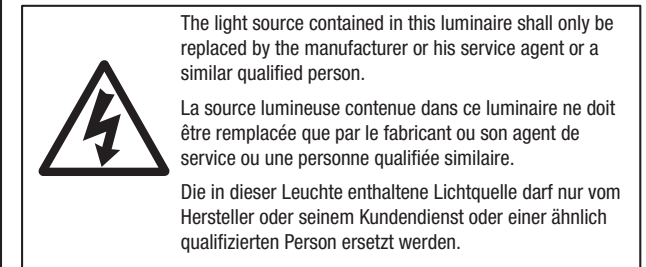 The light source contained in this luminaire shall only be
replaced by the manufacturer or his service agent or a
similar qualified person.
La source lumineuse contenue dans ce luminaire ne doit
être remplacée que par le fabricant ou son agent de
service ou une personne qualifiée similaire.
Die in dieser Leuchte enthaltene Lichtquelle darf nur vom
Hersteller oder seinem Kundendienst oder einer ähnlich
qualifizierten Person ersetzt werden.